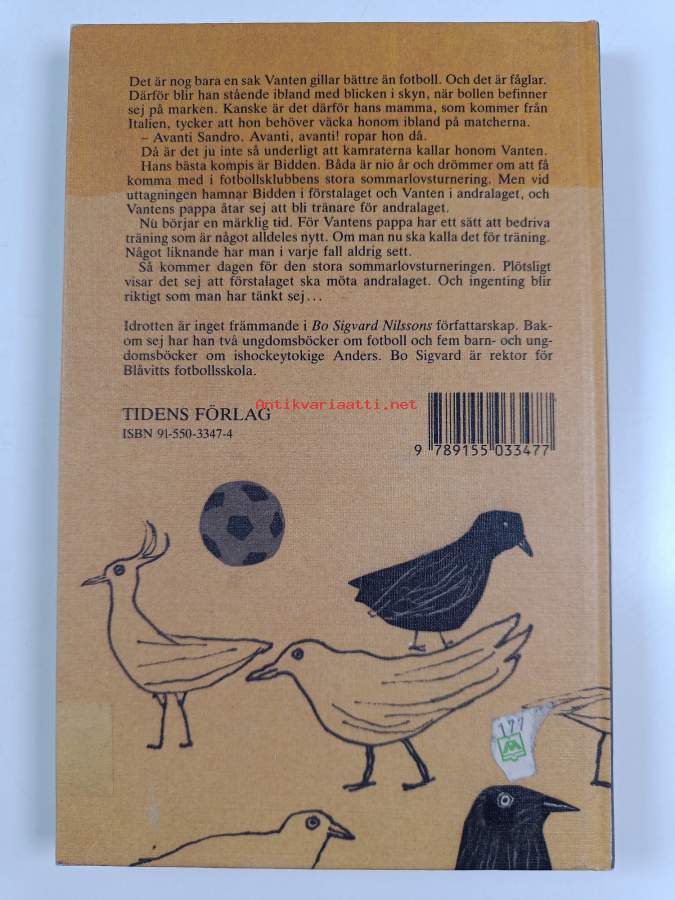 Det är nog bara en sak Vanten gillar bättre än fotboll. Och det är fåglar.
Därför blir han stående ibland med blicken i skyn, när bollen befinner
sej på marken. Kanske är det därför hans mamma, som kommer från
Italien, tycker att hon behöver väcka honom ibland på matcherna.
– Avanti Sandro. Avanti, avanti! ropar hon då.
Då är det ju inte så underligt att kamraterna kallar honom Vanten.
Hans bästa kompis är Bidden. Båda är nio år och drömmer om att få
komma med i fotbollsklubbens stora sommarlovsturnering. Men vid
uttagningen hamnar Bidden i förstalaget och Vanten i andralaget, och
Vantens pappa åtar sej att bli tränare för andralaget.
Nu börjar en märklig tid. För Vantens pappa har ett sätt att bedriva
träning som är något alldeles nytt. Om man nu ska kalla det för träning.
Något liknande har man i varje fall aldrig sett.
Så kommer dagen för den stora sommarlovsturneringen. Plötsligt
visar det sej att förstalaget ska möta andralaget. Och ingenting blir
riktigt som man har tänkt sej...
Idrotten är inget främmande i Bo Sigvard Nilssons författarskap. Bak-
om sej har han två ungdomsböcker om fotboll och fem barn- och ung-
domsböcker om ishockeytokige Anders. Bo Sigvard är rektor för
Blåvitts fotbollsskola.
Antikvariaatti.net
TIDENS FÖRLAG
ISBN 91-550-3347-4
9 789155 033477
177